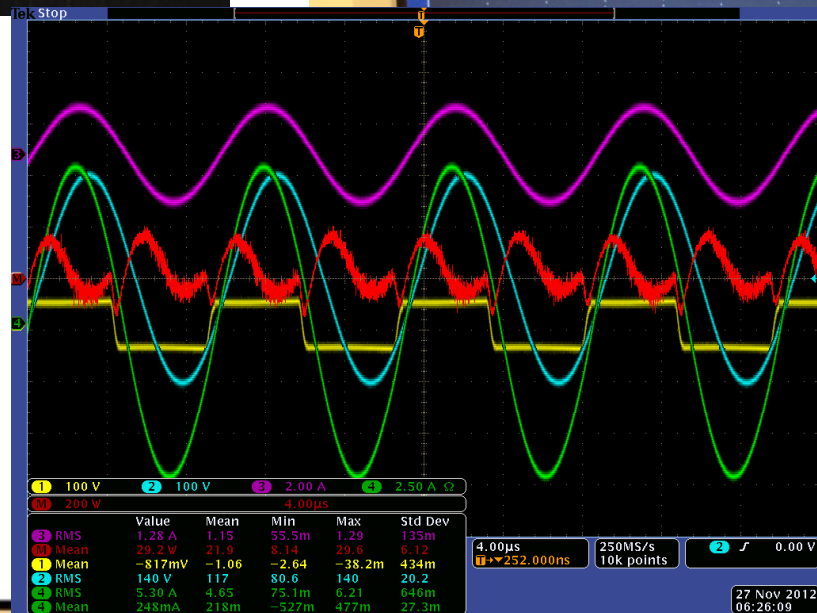 Tek Stop
T
T
3
M
4
1 100 V 2 100 V 3 2.00 A 4 2.50 A Ω
M 200 V 4.00µs
Value Mean Min Max Std Dev
3 RMS 1.28 A 1.15 55.5m 1.29 135m
M Mean 29.2 W 21.9 8.14 29.6 6.12
1 Mean −817mV −1.06 −2.64 −38.2m 434m
2 RMS 140 V 117 80.6 140 20.2
4 RMS 5.30 A 4.65 75.1m 6.21 646m
4 Mean 248mA 218m −527m 477m 27.3m
4.00µs
T→▼252.000ns
250MS/s
10k points
2 0.00 V
27 Nov 2012
06:26:09